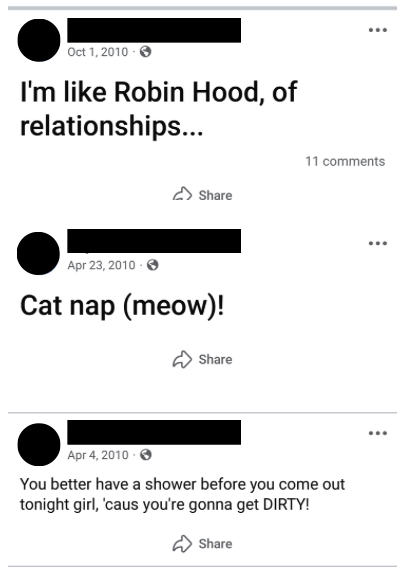 Oct 1, 2010 ·
I'm like Robin Hood, of
relationships...
11 comments
Share
Apr 23, 2010 ·
Cat nap (meow)!
Share
Apr 4, 2010 ·
You better have a shower before you come out
tonight girl, 'caus you're gonna get DIRTY!
Share